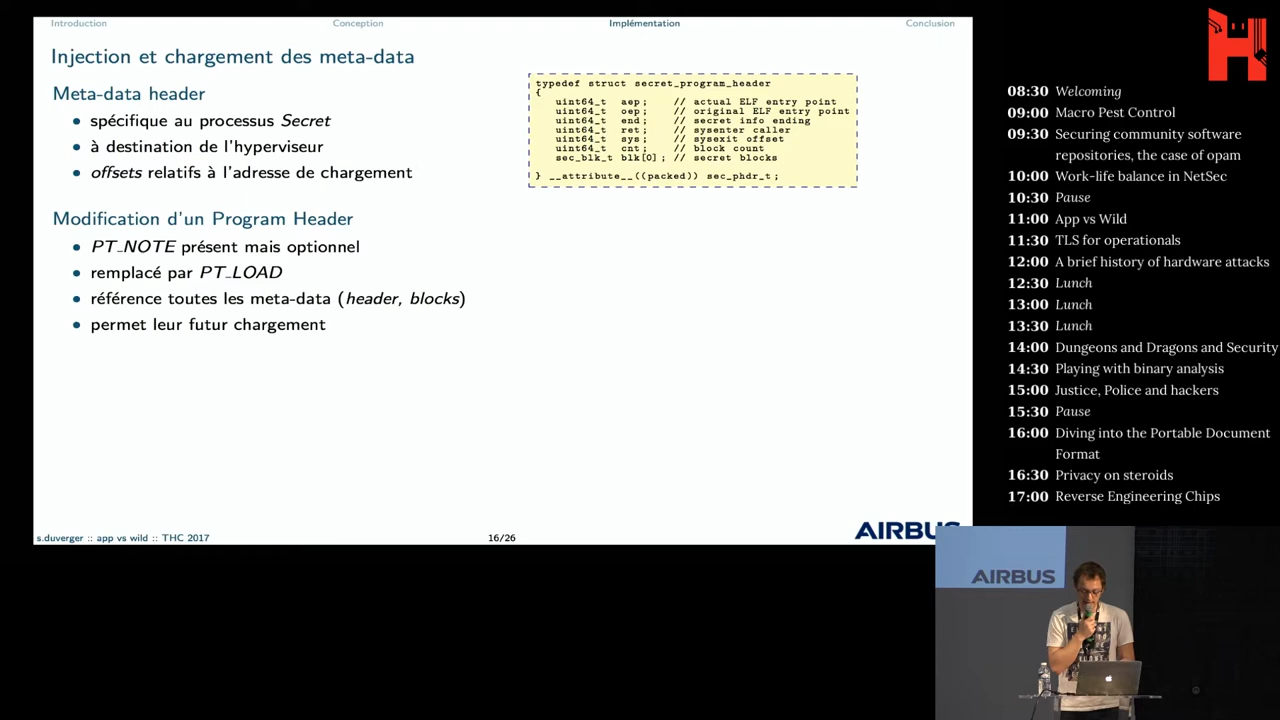 Introduction
Conception
Implémentation
Conclusion
Injection et chargement des meta-data
Meta-data header
• spécifique au processus Secret
• à destination de l'hyperviseur
• offsets relatifs à l'adresse de chargement
Modification d'un Program Header
• PT_NOTE présent mais optionnel
• remplacé par PT_LOAD
• référence toutes les meta-data (header, blocks)
• permet leur futur chargement
typedef struct secret_program_header
{
uint64_t aep; // actual ELF entry point
uint64_t oep; // original ELF entry point
uint64_t end; // secret info ending
uint64_t ret; // sysenter caller
uint64_t sys; // sysexit offset
uint64_t cnt; // block count
sec_blk_t blk[0]; // secret blocks
} __attribute__((packed)) sec_phdr_t;
s.duverger :: app vs wild :: THC 2017
16/26
AIRBUS
08:30 Welcoming
09:00 Macro Pest Control
09:30 Securing community software
repositories, the case of opam
10:00 Work-life balance in NetSec
10:30 Pause
11:00 App vs Wild
11:30 TLS for operationals
12:00 A brief history of hardware attacks
12:30 Lunch
13:00 Lunch
13:30 Lunch
14:00 Dungeons and Dragons and Security
14:30 Playing with binary analysis
15:00 Justice, Police and hackers
15:30 Pause
16:00 Diving into the Portable Document
Format
16:30 Privacy on steroids
17:00 Reverse Engineering Chips
AIRBUS